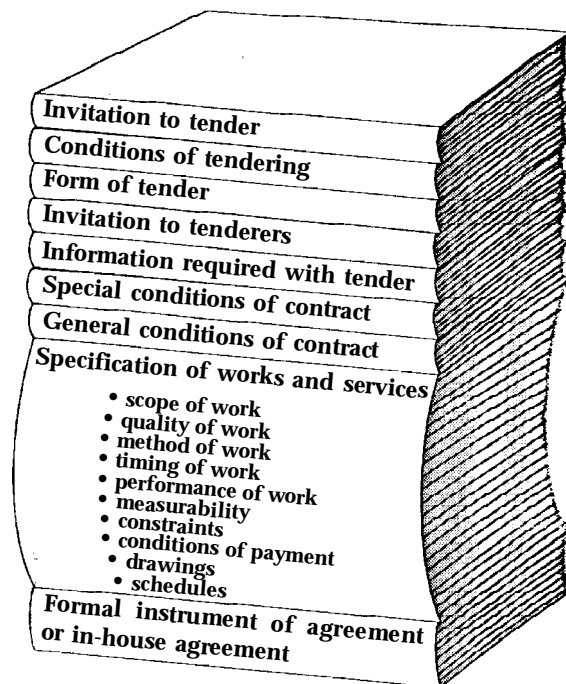 Invitation to tender
Conditions of tendering
Form of tender
Invitation to tenderers
Information required with tender
Special conditions of contract
General conditions of contract
Specification of works and services
• scope of work
• quality of work
• method of work
• timing of work
• performance of work
• measurability
• constraints
• conditions of payment
• drawings
• schedules
Formal instrument of agreement
or in-house agreement